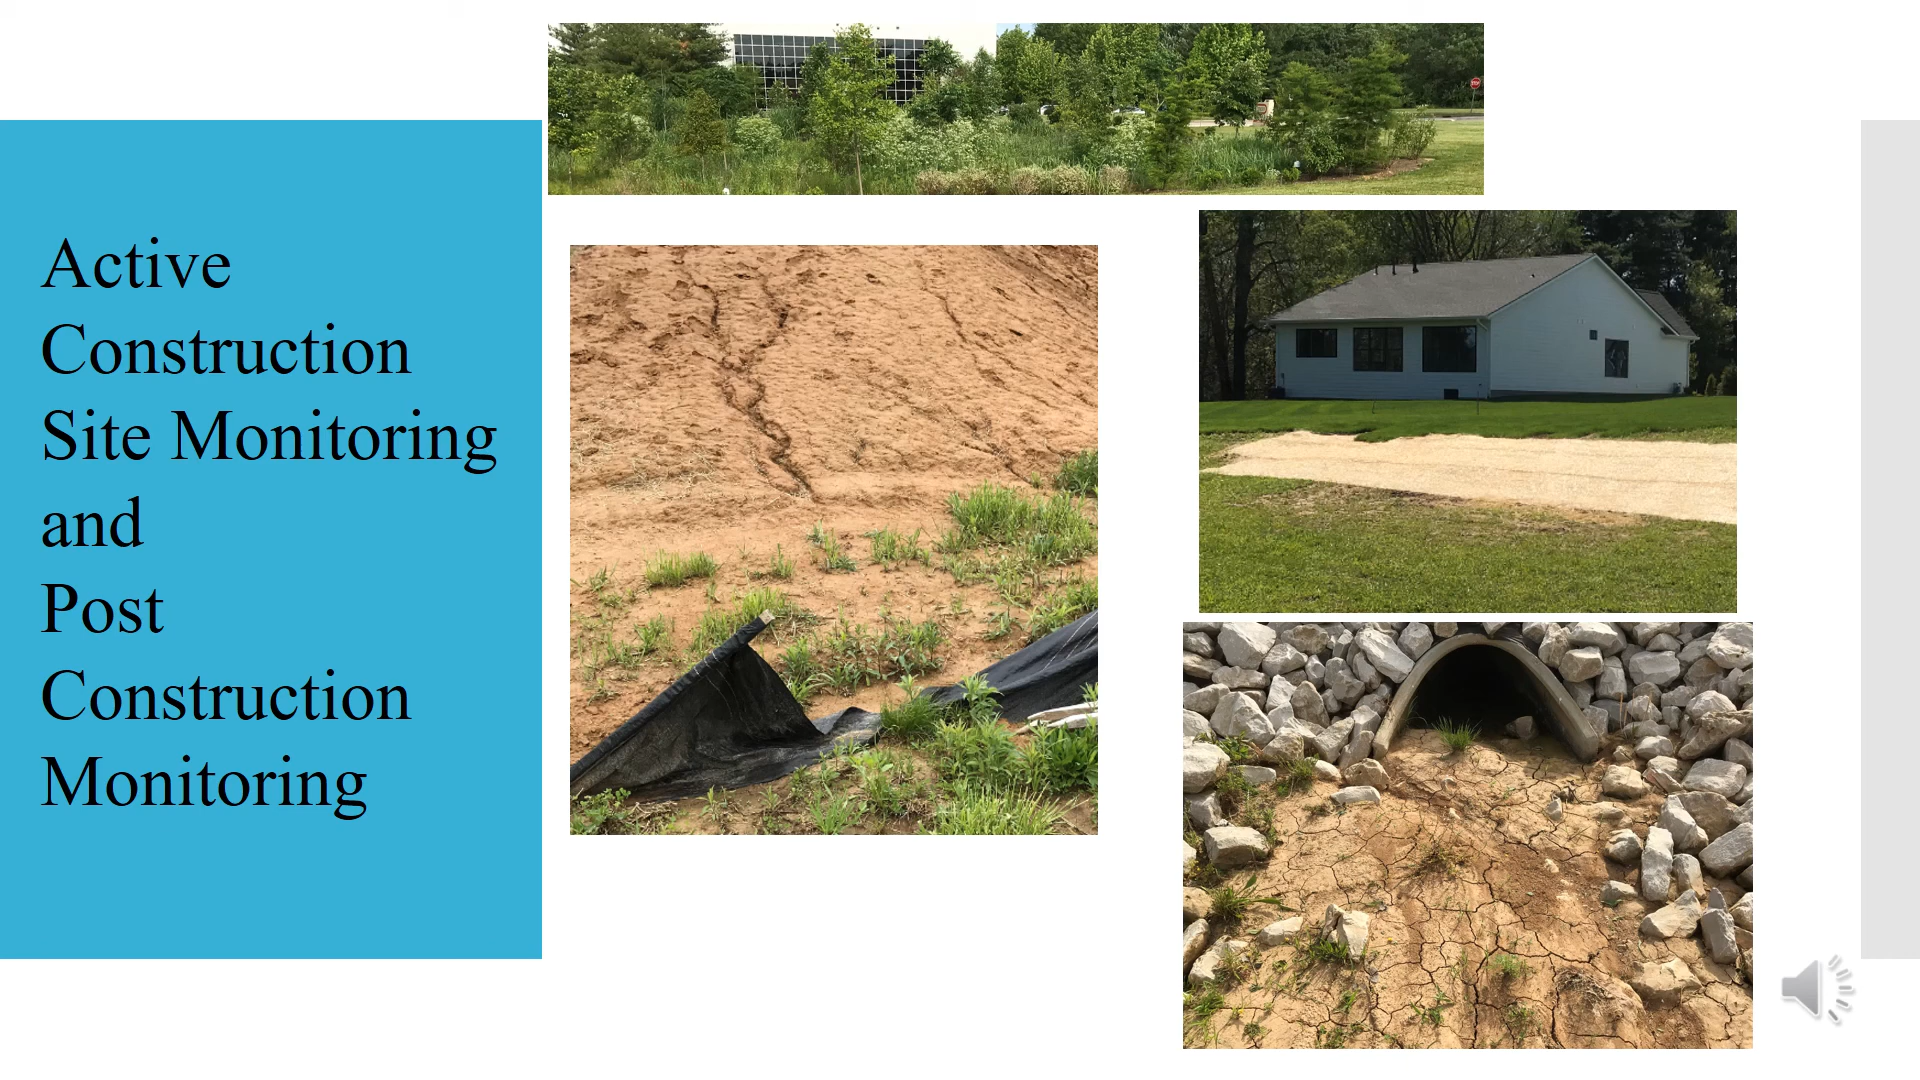 Active
Construction
Site Monitoring
and
Post
Construction
Monitoring